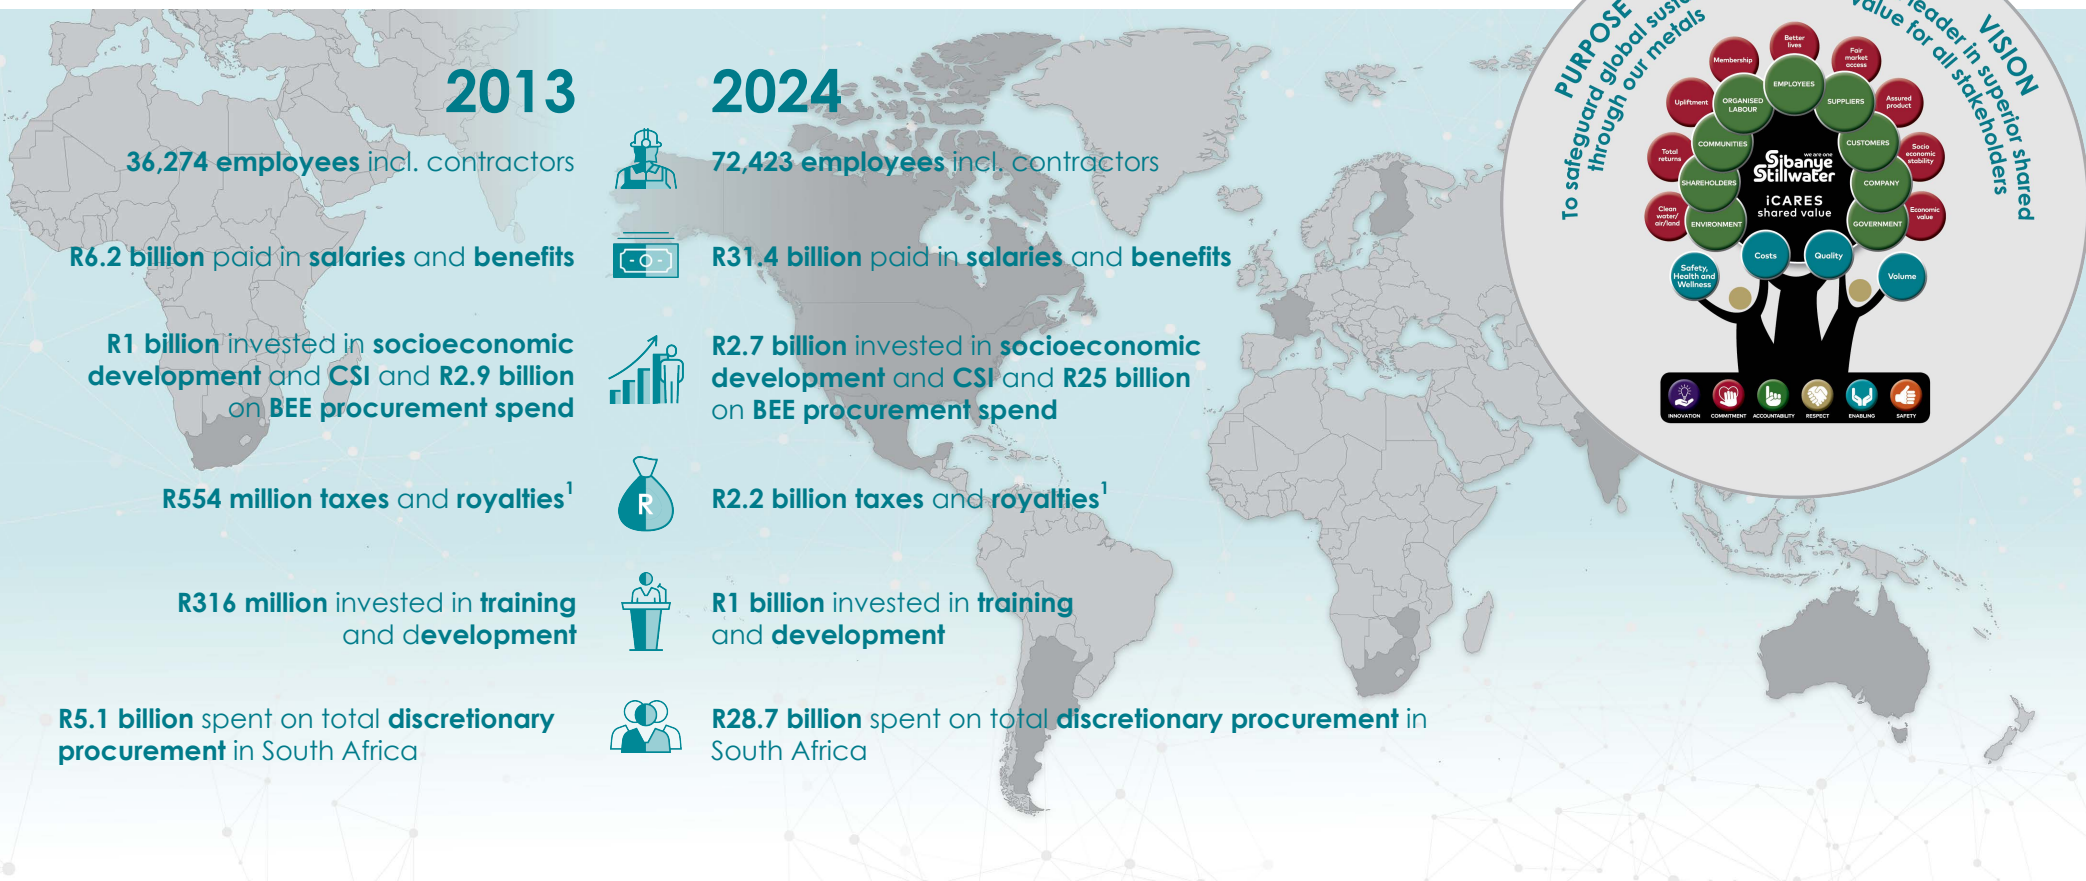 2013
36,274 employees incl. contractors
R6.2 billion paid in salaries and benefits
R1 billion invested in socioeconomic
development and CSI and R2.9 billion
on BEE procurement spend
R554 million taxes and royalties1
R316 million invested in training
and development
R5.1 billion spent on total discretionary
procurement in South Africa
R
2024
72,423 employees incl. contractors
R31.4 billion paid in salaries and benefits
R2.7 billion invested in socioeconomic
development and CSI and R25 billion
on BEE procurement spend
R2.2 billion taxes and royalties1
R1 billion invested in training
and development
R28.7 billion spent on total discretionary procurement in
South Africa
PURPOSE
To safeguard global
through our metals
VISION
leader in superior shared
value for all stakeholders
Better
lives
Membership
Fair
market
access
EMPLOYEES
Upliftment
ORGANISED
LABOUR
SUPPLIERS
Assured
product
Total
returns
COMMUNITIES
CUSTOMERS
Socio
economic
stability
we are one
Sibanye
Stillwater
SHAREHOLDERS
COMPANY
iCARES
shared value
Clean
water/
air/land
ENVIRONMENT
GOVERNMENT
Economic
value
Costs
Quality
Safety,
Health and
Wellness
Volume
INNOVATION
COMMITMENT
ACCOUNTABILITY
RESPECT
ENABLING
SAFETY